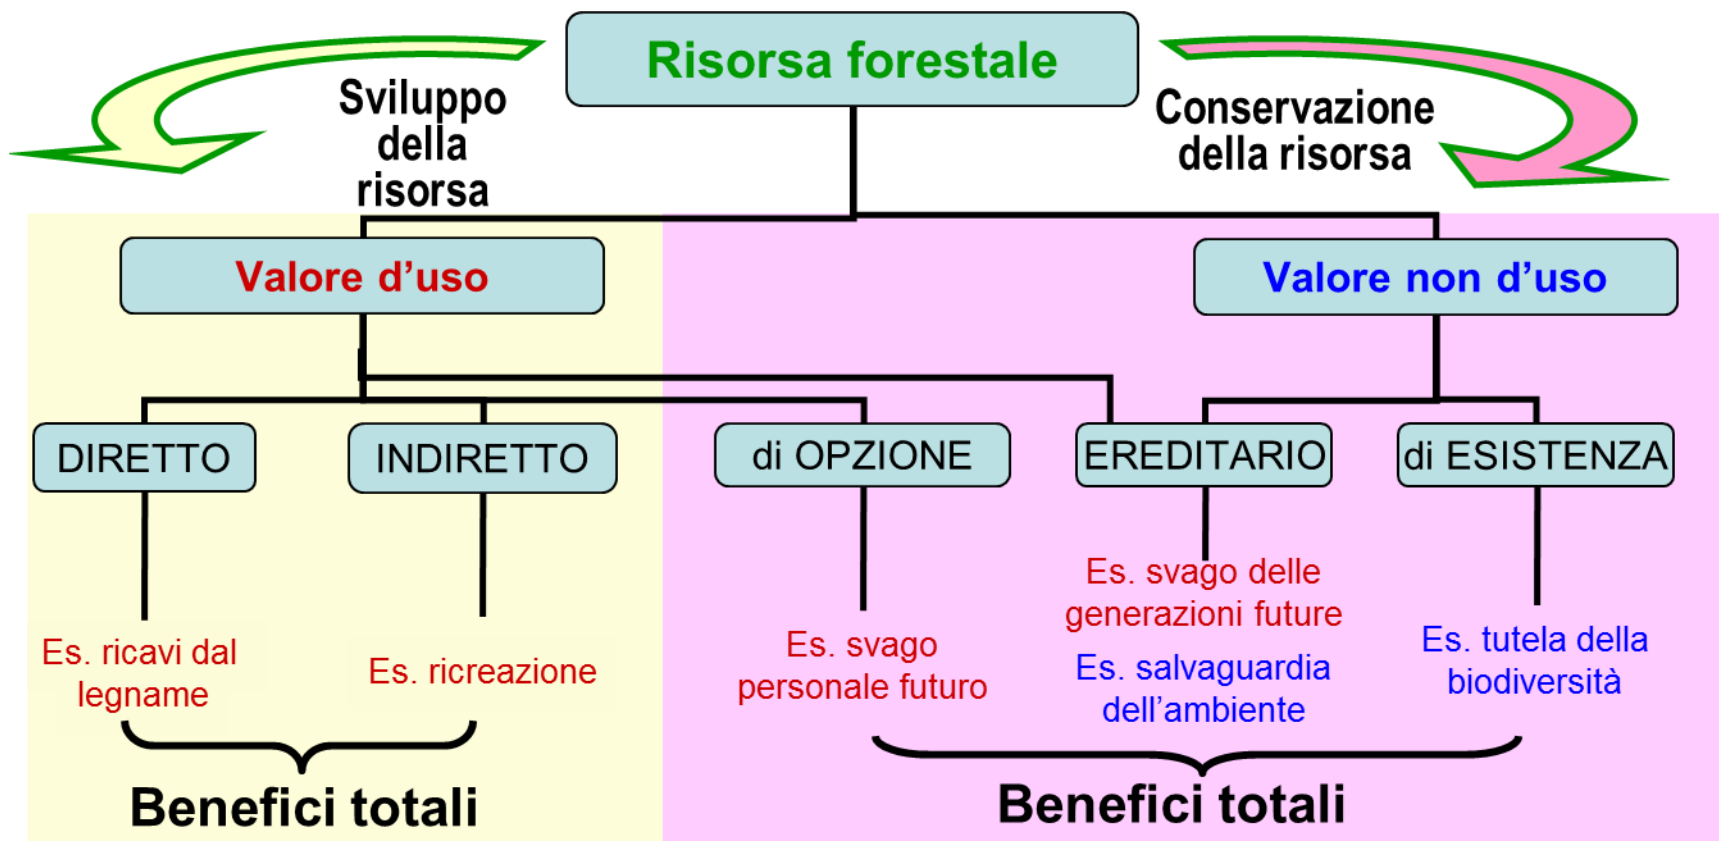 Risorsa forestale
Sviluppo
della
risorsa
Conservazione
della risorsa
Valore d’uso
Valore non d’uso
DIRETTO
INDIRETTO
di OPZIONE
EREDITARIO
di ESISTENZA
Es. ricavi dal
legname
Es. ricreazione
Es. svago
personale futuro
Es. svago delle
generazioni future
Es. salvaguardia
dell’ambiente
Es. tutela della
biodiversità
Benefici totali
Benefici totali